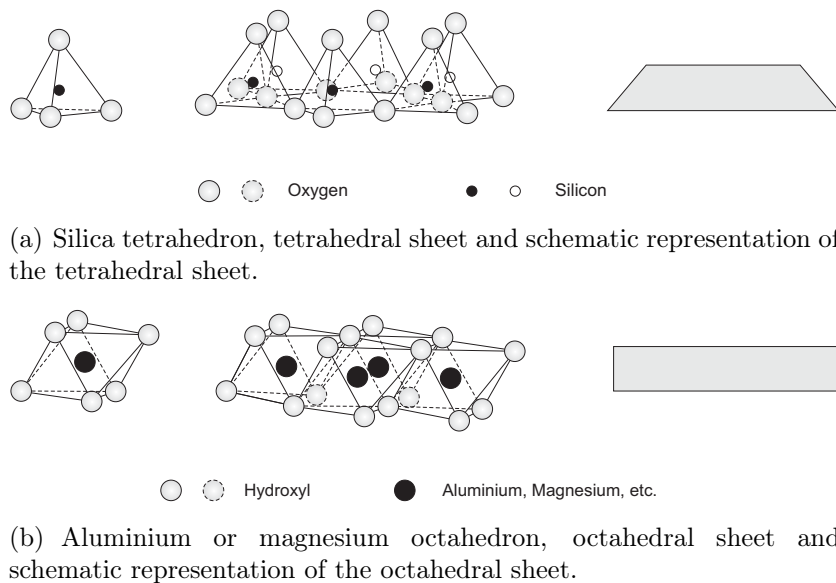 Oxygen Silicon
(a) Silica tetrahedron, tetrahedral sheet and schematic representation of
the tetrahedral sheet.
Hydroxyl Aluminium, Magnesium, etc.
(b) Aluminium or magnesium octahedron, octahedral sheet and
schematic representation of the octahedral sheet.